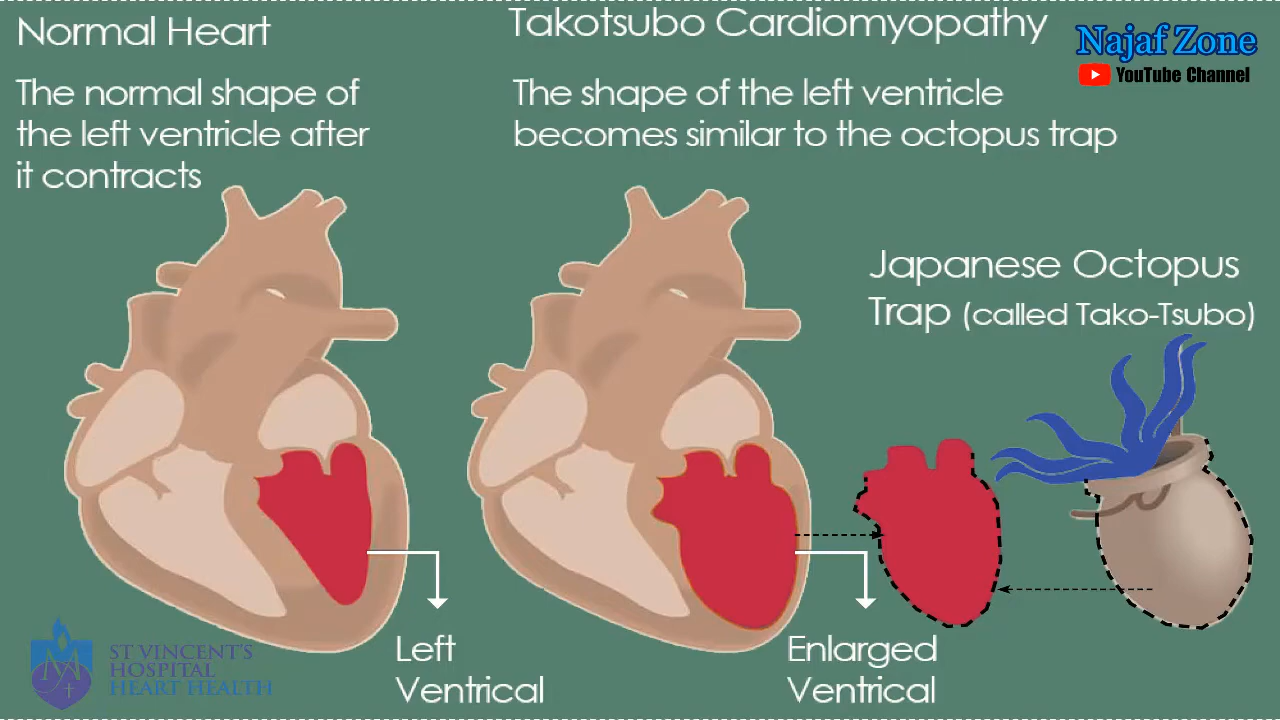 Normal Heart
The normal shape of
the left ventricle after
it contracts
Takotsubo Cardiomyopathy
The shape of the left ventricle
becomes similar to the octopus trap
Najaf Zone
YouTube Channel
Japanese Octopus
Trap (called Tako-Tsubo)
Left
Ventrical
Enlarged
Ventrical
ST VINCENT'S
HOSPITAL
HEART HEALTH